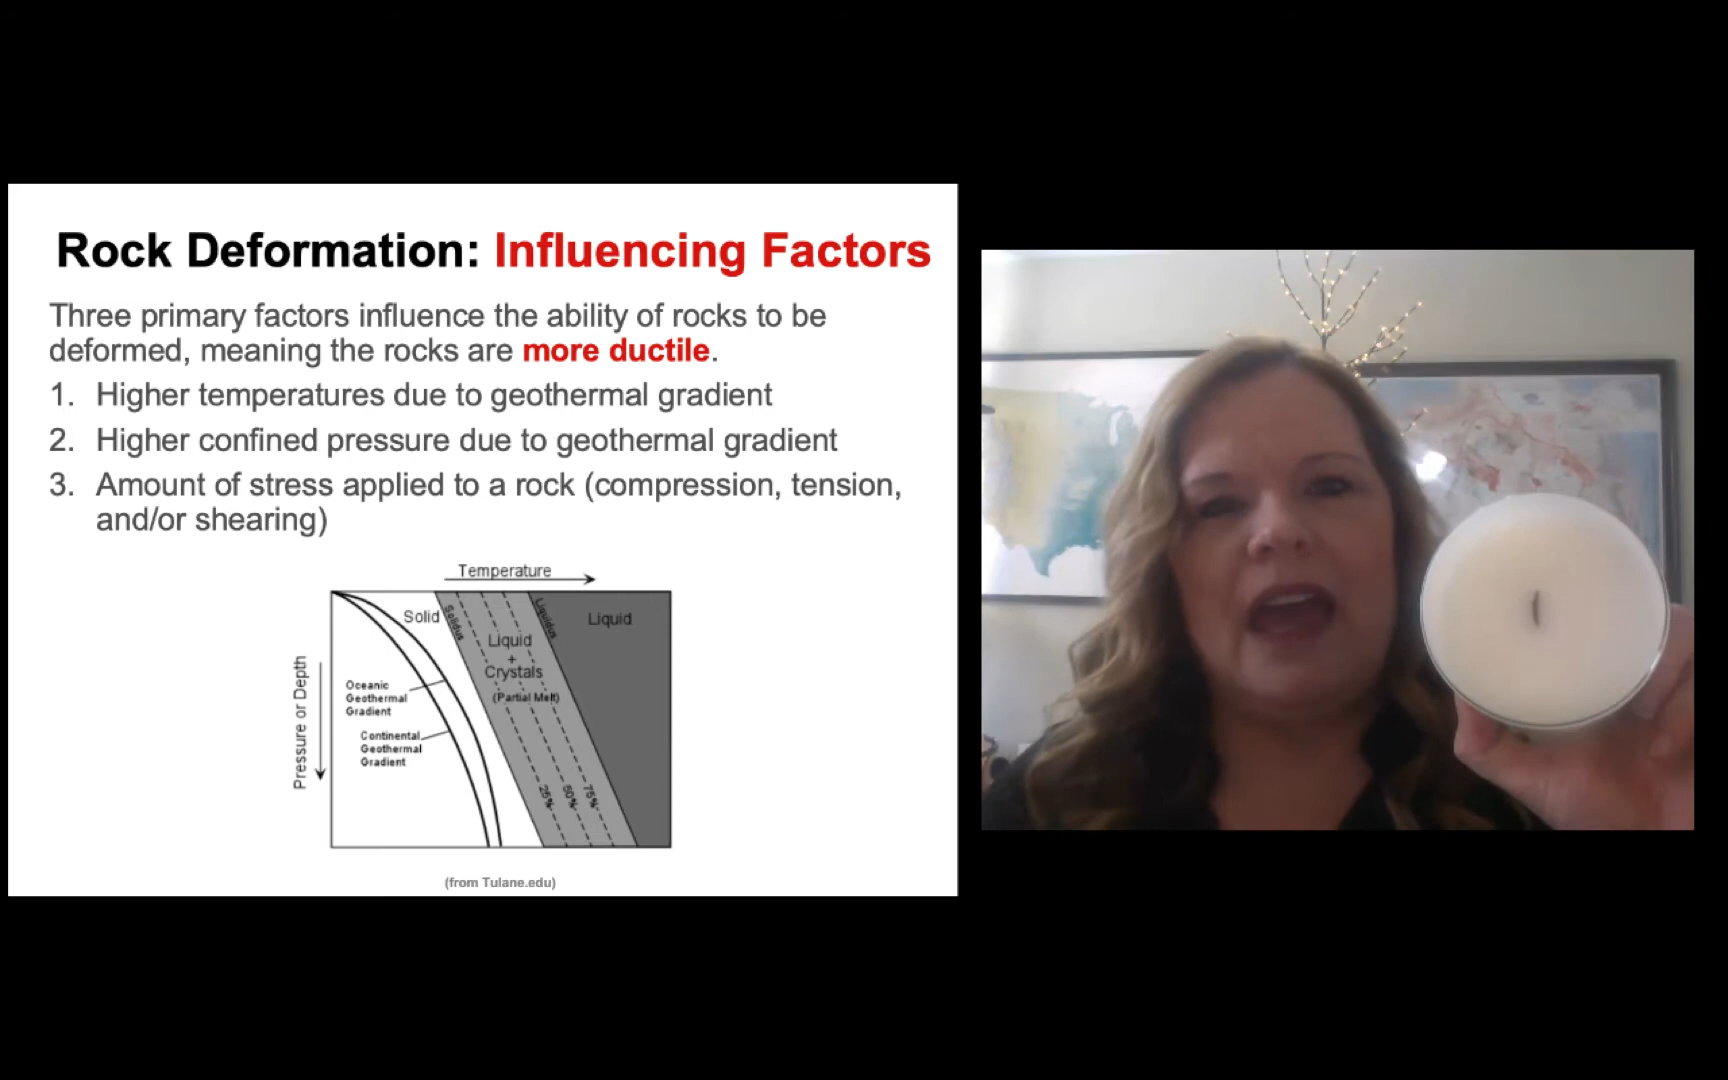 Rock Deformation: Influencing Factors
Three primary factors influence the ability of rocks to be
deformed, meaning the rocks are more ductile.
1. Higher temperatures due to geothermal gradient
2. Higher confined pressure due to geothermal gradient
3. Amount of stress applied to a rock (compression, tension,
and/or shearing)
Temperature
Pressure or Depth
Solid
Solidus
Liquid
+
Crystals
(Partial Melt)
Liquidus
Liquid
Oceanic
Geothermal
Gradient
Continental
Geothermal
Gradient
25%
50%
75%
(from Tulane.edu)